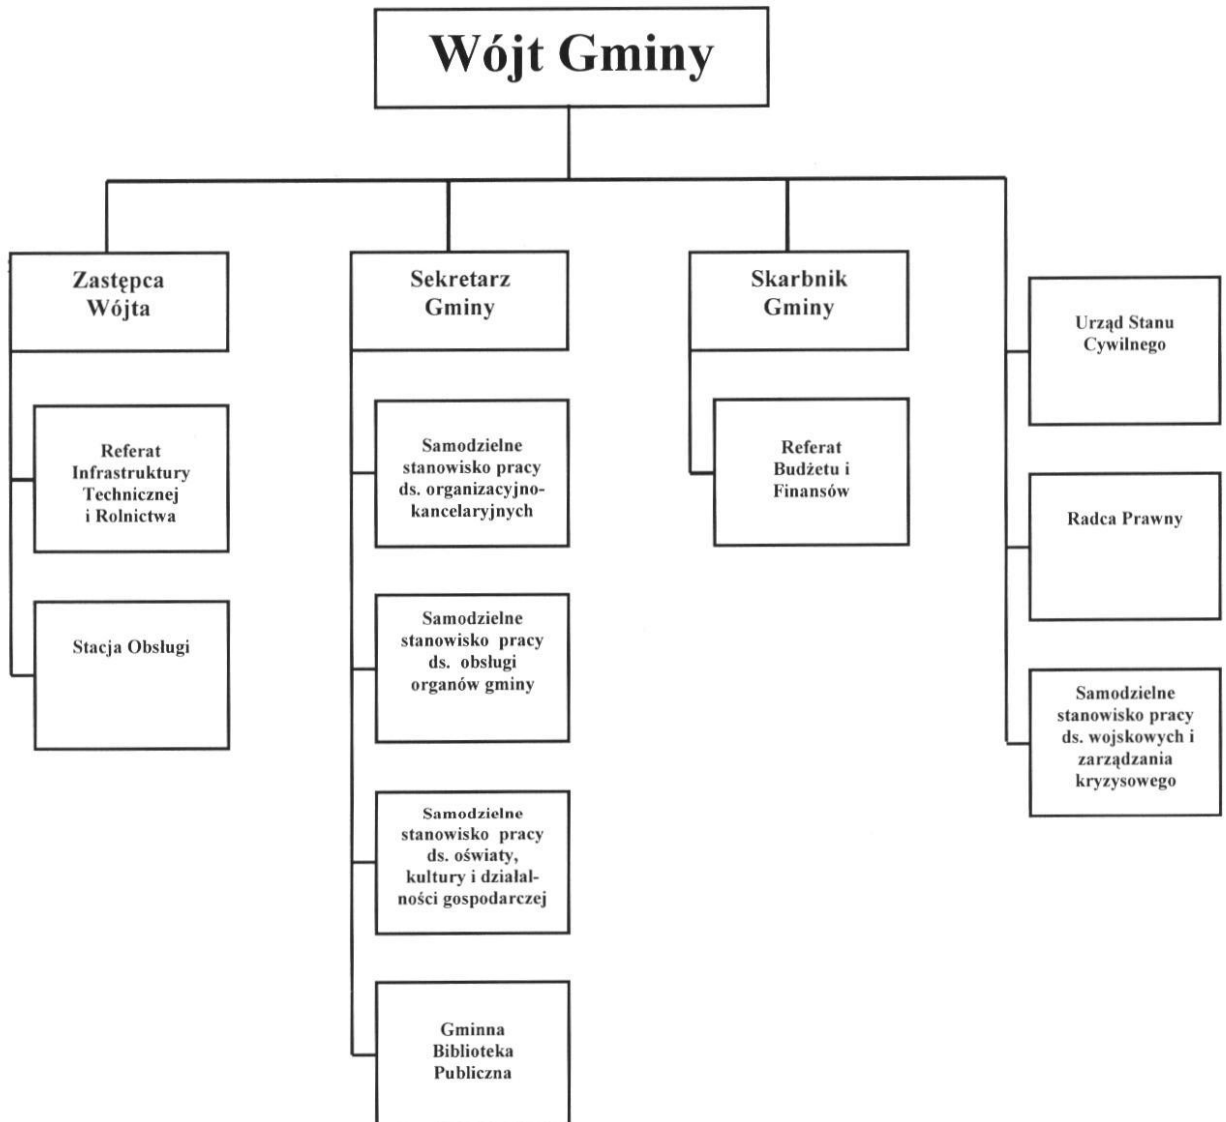 Wójt Gminy
Zastępca
Wójta
Sekretarz
Gminy
Skarbnik
Gminy
Urząd Stanu
Cywilnego
Referat
Infrastruktury
Technicznej
i Rolnictwa
Samodzielne
stanowisko pracy
ds. organizacyjno-
kancelaryjnych
Referat
Budżetu i
Finansów
Radca Prawny
Stacja Obsługi
Samodzielne
stanowisko pracy
ds. obsługi
organów gminy
Samodzielne
stanowisko pracy
ds. wojskowych i
zarządzania
kryzysowego
Samodzielne
stanowisko pracy
ds. oświaty,
kultury i działal-
ności gospodarczej
Gminna
Biblioteka
Publiczna